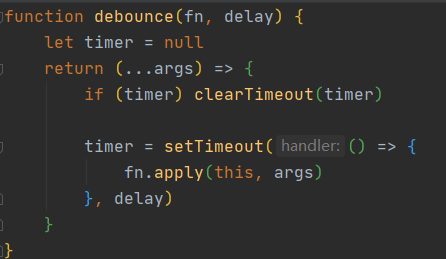 function debounce(fn, delay) {
    let timer = null
    return (...args) => {
        if (timer) clearTimeout(timer)

        timer = setTimeout( handler: () => {
            fn.apply(this, args)
        }, delay)
    }
}